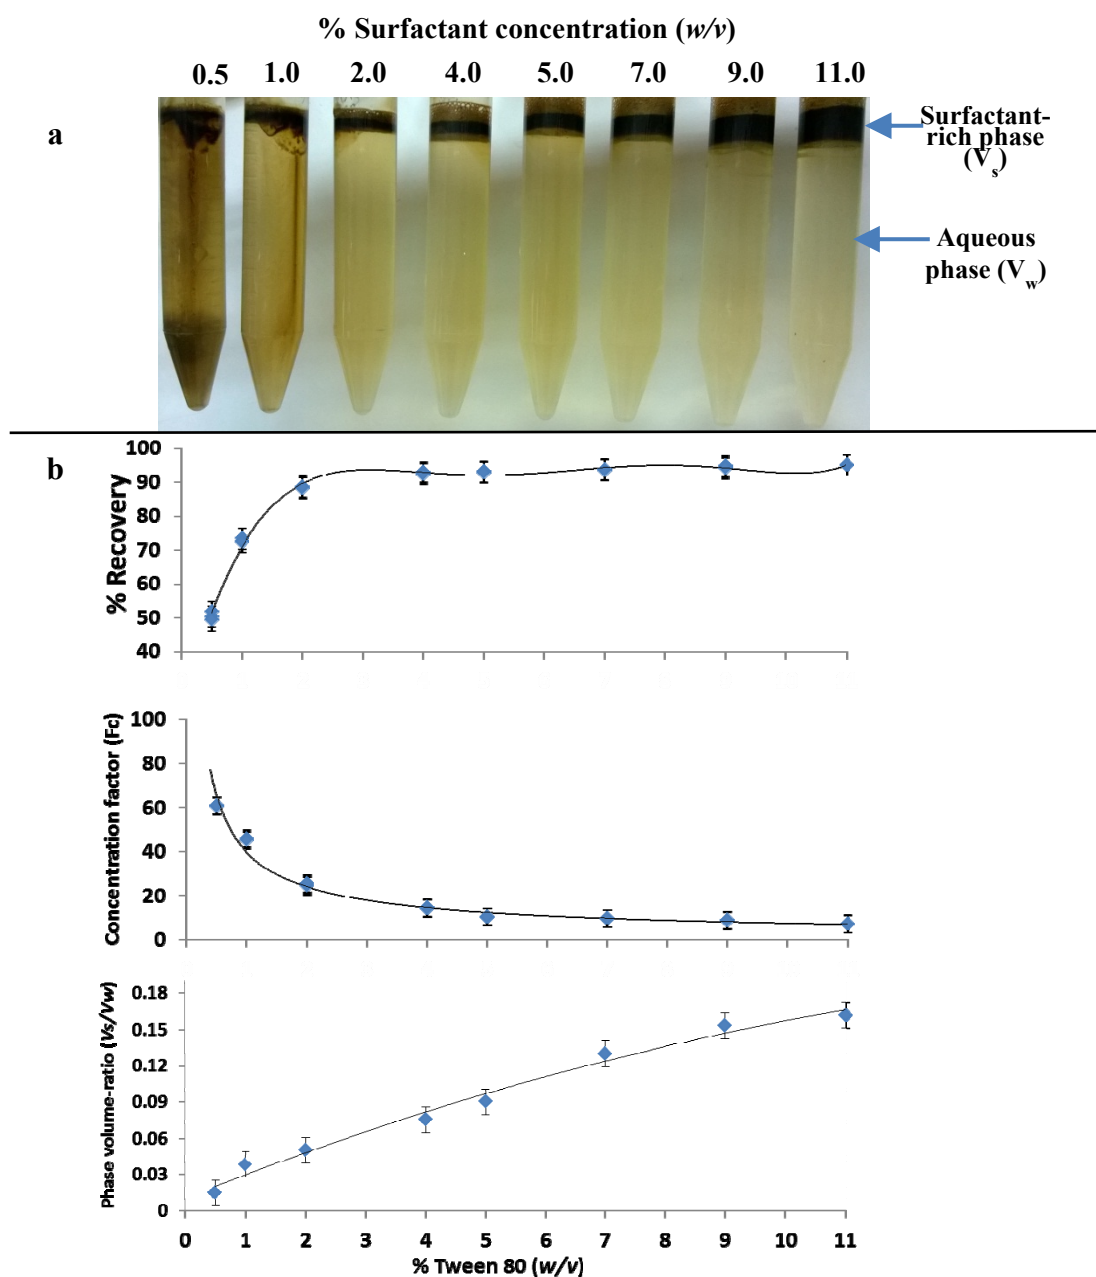 % Surfactant concentration (w/v)
0.5 1.0 2.0 4.0 5.0 7.0 9.0 11.0
a
Surfactant-
rich phase
(Vs)
Aqueous
phase (Vw)
b
% Recovery
100
90
80
70
60
50
40
Concentration factor (Fc)
100
80
60
40
20
0
Phase volume-ratio (Vs/Vw)
0.18
0.15
0.12
0.09
0.06
0.03
0
0 1 2 3 4 5 6 7 8 9 10 11
% Tween 80 (w/v)